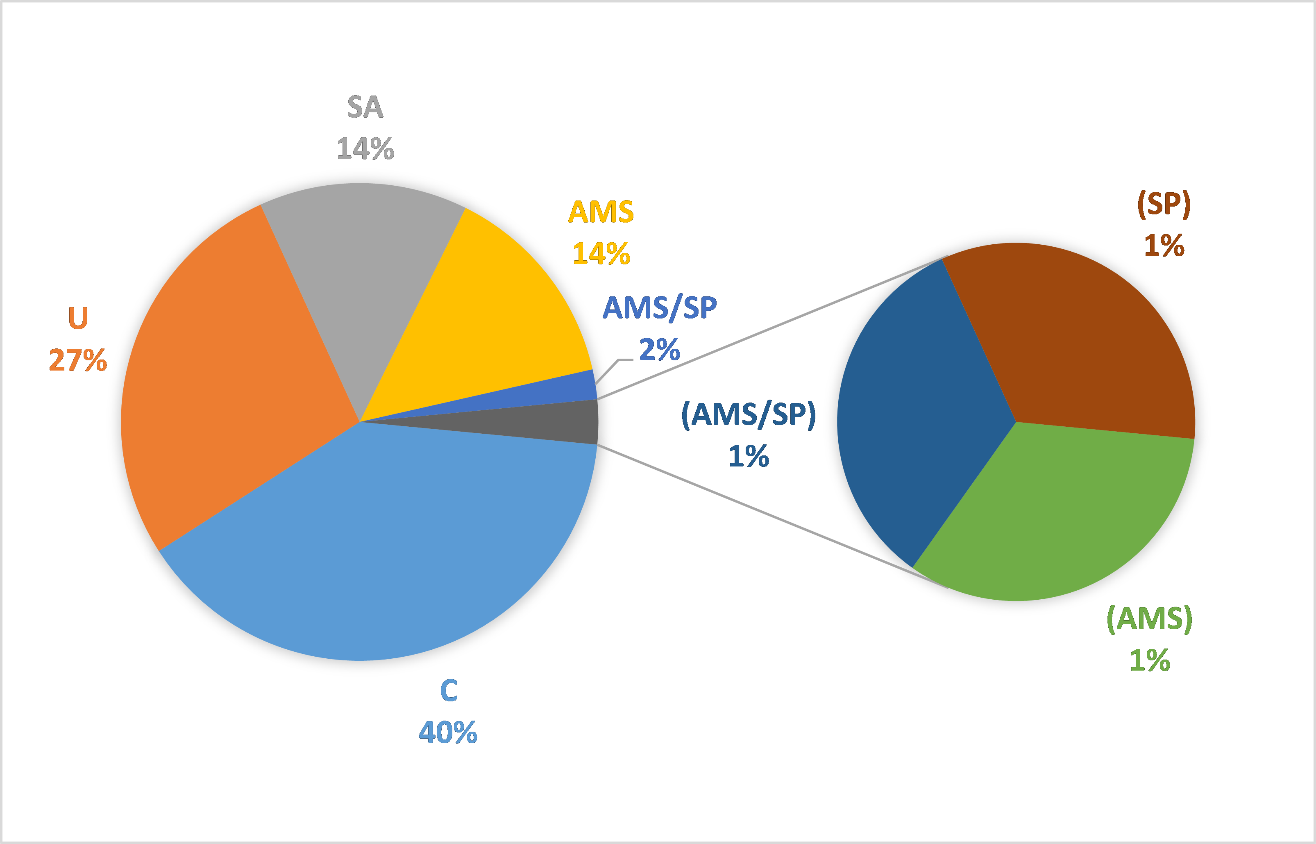 SA
14%
AMS
14%
U
27%
AMS/SP
2%
(AMS/SP)
1%
(SP)
1%
(AMS)
1%
C
40%